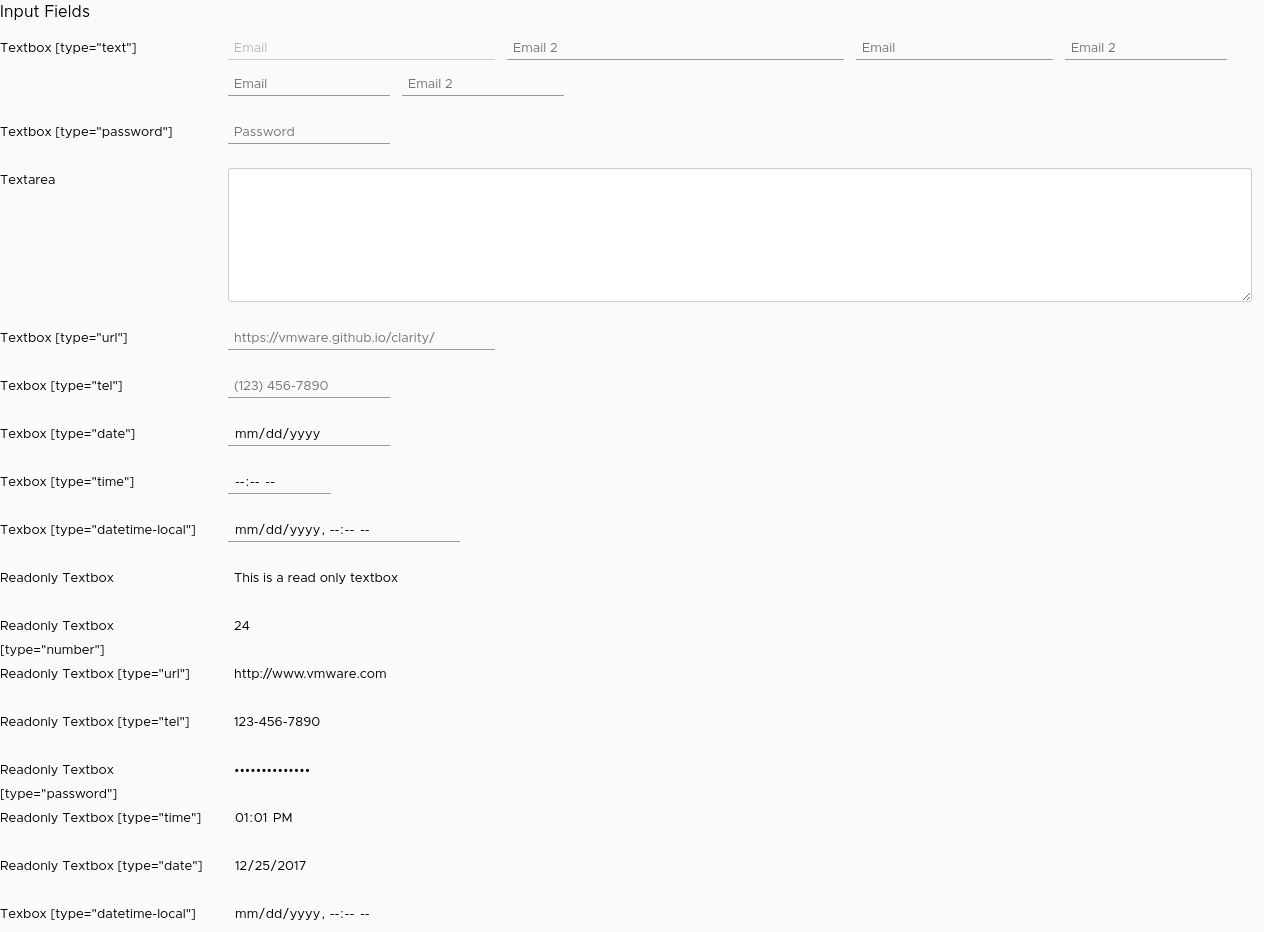 Input Fields
Textbox [type="text"] Email Email 2 Email Email 2
Email Email 2
Textbox [type="password"] Password
Textarea
Textbox [type="url"] https://vmware.github.io/clarity/
Texbox [type="tel"] (123) 456-7890
Texbox [type="date"] mm/dd/yyyy
Texbox [type="time"] --:-- --
Texbox [type="datetime-local"] mm/dd/yyyy, --:-- --
Readonly Textbox This is a read only textbox
Readonly Textbox 24
[type="number"]
Readonly Textbox [type="url"] http://www.vmware.com
Readonly Textbox [type="tel"] 123-456-7890
Readonly Textbox ••••••••••••••
[type="password"]
Readonly Textbox [type="time"] 01:01 PM
Readonly Textbox [type="date"] 12/25/2017
Texbox [type="datetime-local"] mm/dd/yyyy, --:-- --